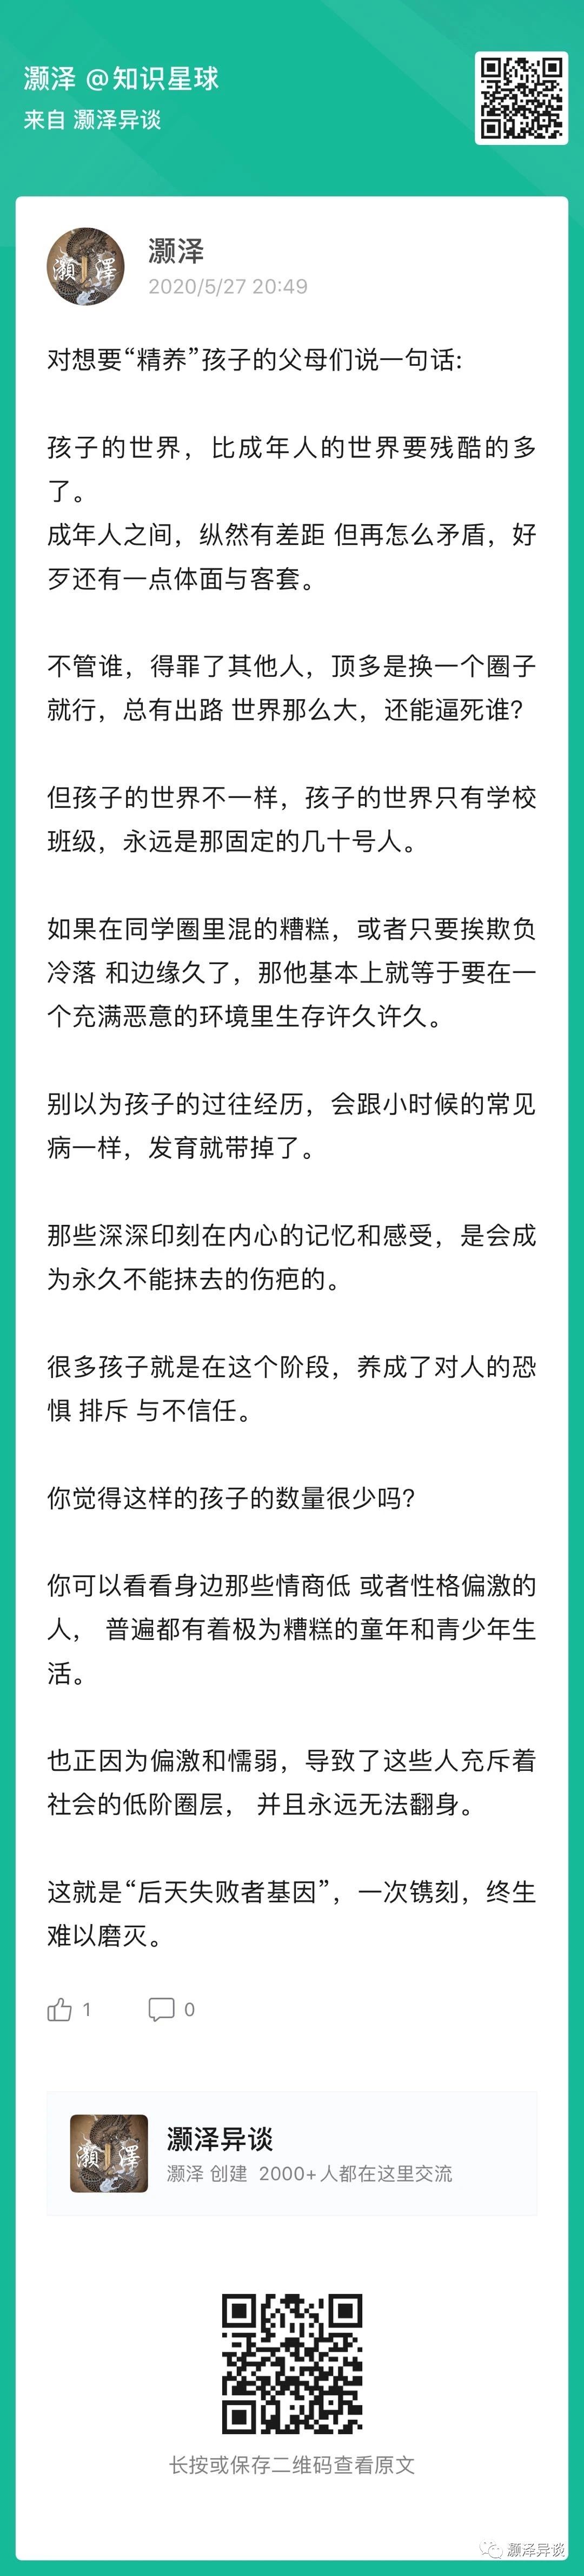 灏泽 @知识星球
来自 灏泽异谈
灏泽
2020/5/27 20:49
对想要“精养”孩子的父母们说一句话:
孩子的世界，比成年人的世界要残酷的多
了。
成年人之间，纵然有差距 但再怎么矛盾，好
歹还有一点体面与客套。
不管谁，得罪了其他人，顶多是换一个圈子
就行，总有出路 世界那么大，还能逼死谁?
但孩子的世界不一样，孩子的世界只有学校
班级，永远是那固定的几十号人。
如果在同学圈里混的糟糕，或者只要挨欺负
冷落 和边缘久了，那他基本上就等于要在一
个充满恶意的环境里生存许久许久。
别以为孩子的过往经历，会跟小时候的常见
病一样，发育就带掉了。
那些深深印刻在内心的记忆和感受，是会成
为永久不能抹去的伤疤的。
很多孩子就是在这个阶段，养成了对人的恐
惧 排斥 与不信任。
你觉得这样的孩子的数量很少吗?
你可以看看身边那些情商低 或者性格偏激的
人， 普遍都有着极为糟糕的童年和青少年生
活。
也正因为偏激和懦弱，导致了这些人充斥着
社会的低阶圈层， 并且永远无法翻身。
这就是“后天失败者基因”，一次镌刻，终生
难以磨灭。
1 0
灝 澤
灏泽异谈
灏泽 创建 2000+人都在这里交流
长按或保存二维码查看原文
灏泽异谈